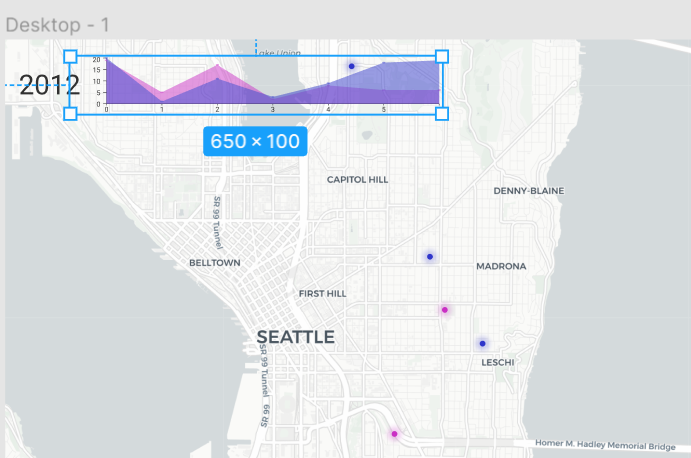 Desktop - 1
Lake Union
2012
20
15
10
5
0
0 1 2 3 4 5
650 × 100
CAPITOL HILL
DENNY-BLAINE
SR 99 Tunnel
BELLTOWN
MADRONA
FIRST HILL
SEATTLE
SR 99 Tunnel
LESCHI
SR 99
Homer M. Hadley Memorial Bridge